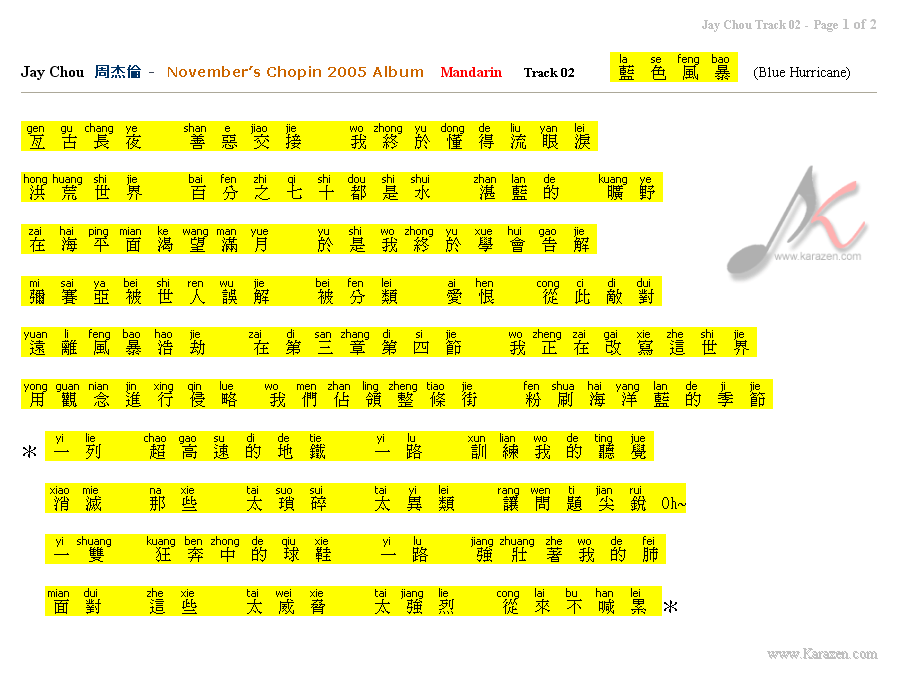 Jay Chou Track 02 - Page 1 of 2
la se feng bao
Jay Chou 周杰倫 - November's Chopin 2005 Album Mandarin Track 02 藍色風暴 (Blue Hurricane)
gen gu chang ye shan e jiao jie wo zhong yu dong de liu yan lei
亙古長夜 善惡交接 我終於懂得流眼淚
hong huang shi jie bai fen zhi qi shi dou shi shui zhan lan de kuang ye
洪荒世界 百分之七十都是水 湛藍的 曠野
zai hai ping mian ke wang man yue yu shi wo zhong yu xue hui gao jie
在海平面渴望滿月 於是我終於學會告解
mi sai ya bei shi ren wu jie bei fen lei ai hen cong ci di dui
彌賽亞被世人誤解 被分類 愛恨 從此敵對
yuan li feng bao hao jie zai di san zhang di si jie wo zheng zai gai xie zhe shi jie
遠離風暴浩劫 在第三章第四節 我正在改寫這世界
yong guan nian jin xing qin lue wo men zhan ling zheng tiao jie fen shua hai yang lan de ji jie
用觀念進行侵略 我們佔領整條街 粉刷海洋藍的季節
yi lie chao gao su di de tie yi lu xun lian wo de ting jue
* 一列 超高速的地鐵 一路 訓練我的聽覺
xiao mie na xie tai suo sui tai yi lei rang wen ti jian rui
消滅 那些 太瑣碎 太異類 讓問題尖銳 Oh~
yi shuang kuang ben zhong de qiu xie yi lu jiang zhuang zhe wo de fei
一雙 狂奔中的球鞋 一路 強壯著我的肺
mian dui zhe xie tai wei xie tai jiang lie cong lai bu han lei
面對 這些 太威脅 太強烈 從來不喊累 *
www.karazen.com
www.Karazen.com